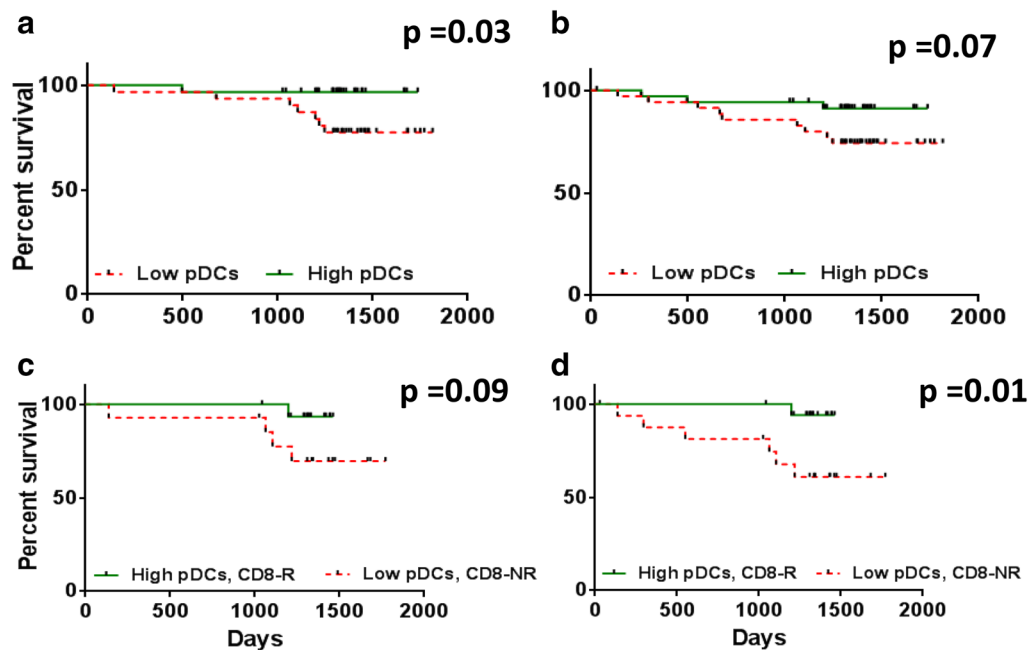 a
p =0.03
Percent survival
100
50
0
Low pDCs
High pDCs
0 500 1000 1500 2000
b
p =0.07
100
50
0
Low pDCs
High pDCs
0 500 1000 1500 2000
c
p =0.09
Percent survival
100
50
0
High pDCs, CD8-R
Low pDCs, CD8-NR
0 500 1000 1500 2000
Days
d
p =0.01
100
50
0
High pDCs, CD8-R
Low pDCs, CD8-NR
0 500 1000 1500 2000
Days